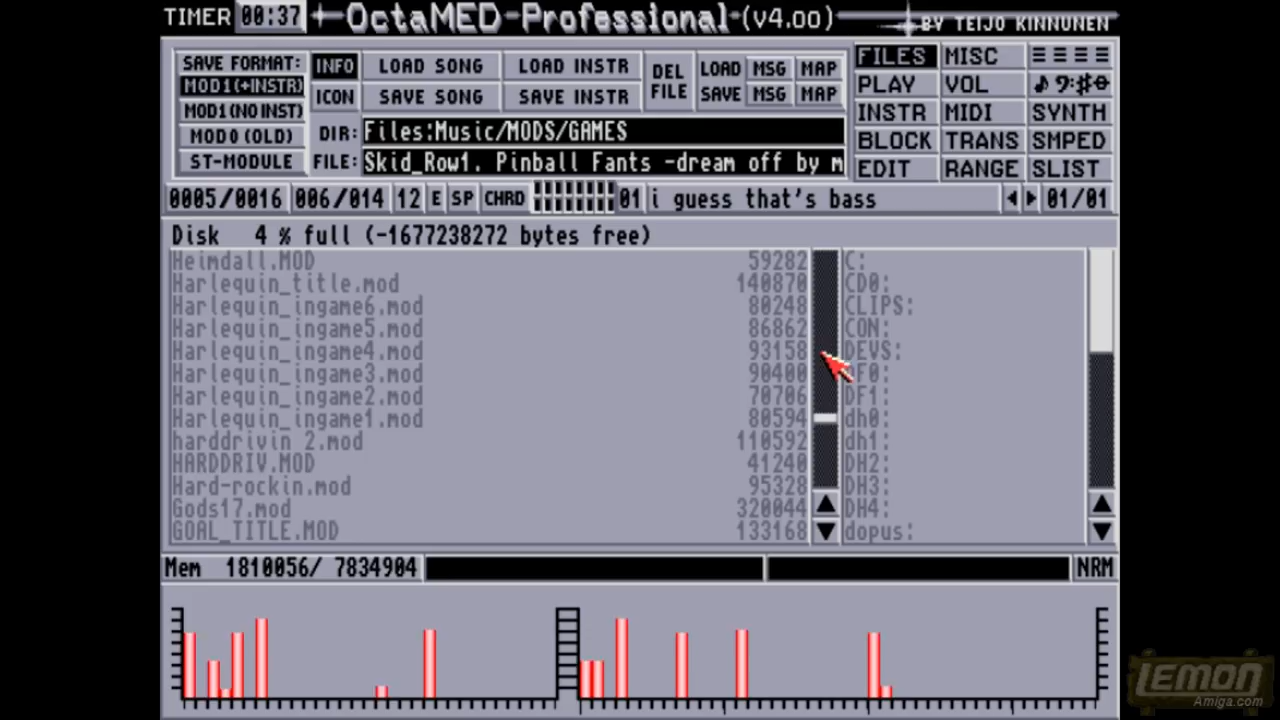 TIMER 00:37 OctaMED-Professional-(v4.00) BY TEIJO KINNUNEN
SAVE FORMAT: INFO LOAD SONG LOAD INSTR DEL FILE LOAD MSG MAP FILES MISC
MOD1(+INSTR) ICON SAVE SONG SAVE INSTR SAVE MSG MAP PLAY VOL
MOD1(NO INST) DIR: Files:Music/MODS/GAMES INSTR MIDI SYNTH
MOD0(OLD) FILE: Skid_Row1. Pinball Fants -dream off by m BLOCK TRANS SMPED
ST-MODULE EDIT RANGE SLIST
0005/0016 006/014 12 E SP CHRD 01 i guess that's bass 01/01
Disk 4 % full (-1677238272 bytes free)
Heimdall.MOD 59282 C:
Harlequin_title.mod 140870 CD0:
Harlequin_ingame6.mod 80248 CLIPS:
Harlequin_ingame5.mod 86862 CON:
Harlequin_ingame4.mod 93158 DEVS:
Harlequin_ingame3.mod 90400 DF0:
Harlequin_ingame2.mod 70706 DF1:
Harlequin_ingame1.mod 80594 dh0:
harddrivin 2.mod 110592 dh1:
HARDDRIV.MOD 41240 DH2:
Hard-rockin.mod 95328 DH3:
Gods17.mod 320044 DH4:
GOAL_TITLE.MOD 133168 dopus:
Mem 1810056/ 7834904 NRM
LEMON
Amiga.com